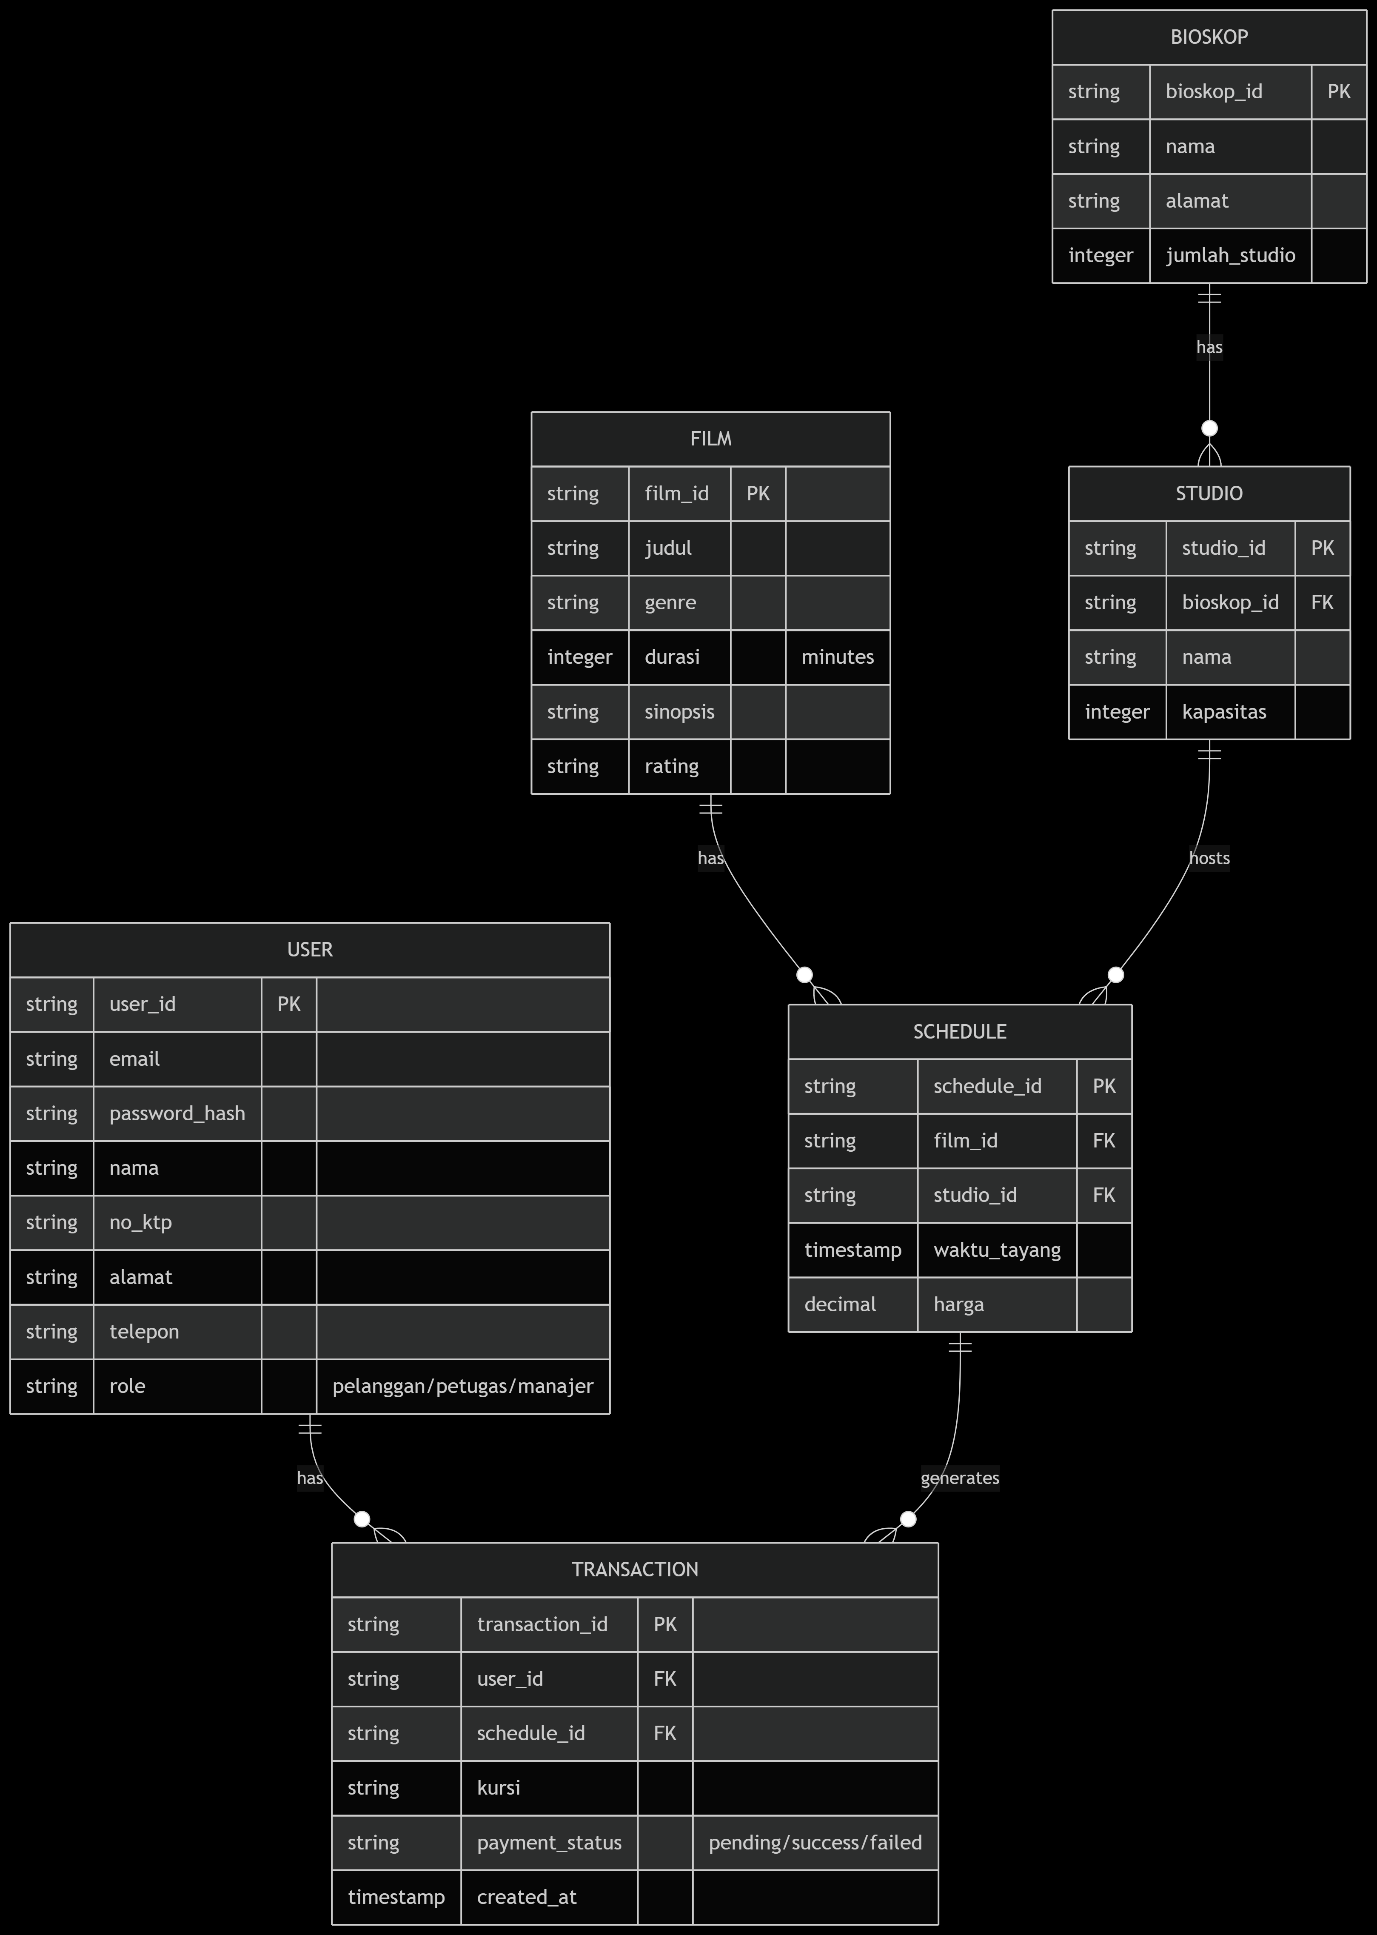 BIOSKOP
string bioskop_id PK
string nama
string alamat
integer jumlah_studio
has
FILM
string film_id PK
string judul
string genre
integer durasi minutes
string sinopsis
string rating
STUDIO
string studio_id PK
string bioskop_id FK
string nama
integer kapasitas
has
hosts
USER
string user_id PK
string email
string password_hash
string nama
string no_ktp
string alamat
string telepon
string role pelanggan/petugas/manajer
SCHEDULE
string schedule_id PK
string film_id FK
string studio_id FK
timestamp waktu_tayang
decimal harga
has
generates
TRANSACTION
string transaction_id PK
string user_id FK
string schedule_id FK
string kursi
string payment_status pending/success/failed
timestamp created_at